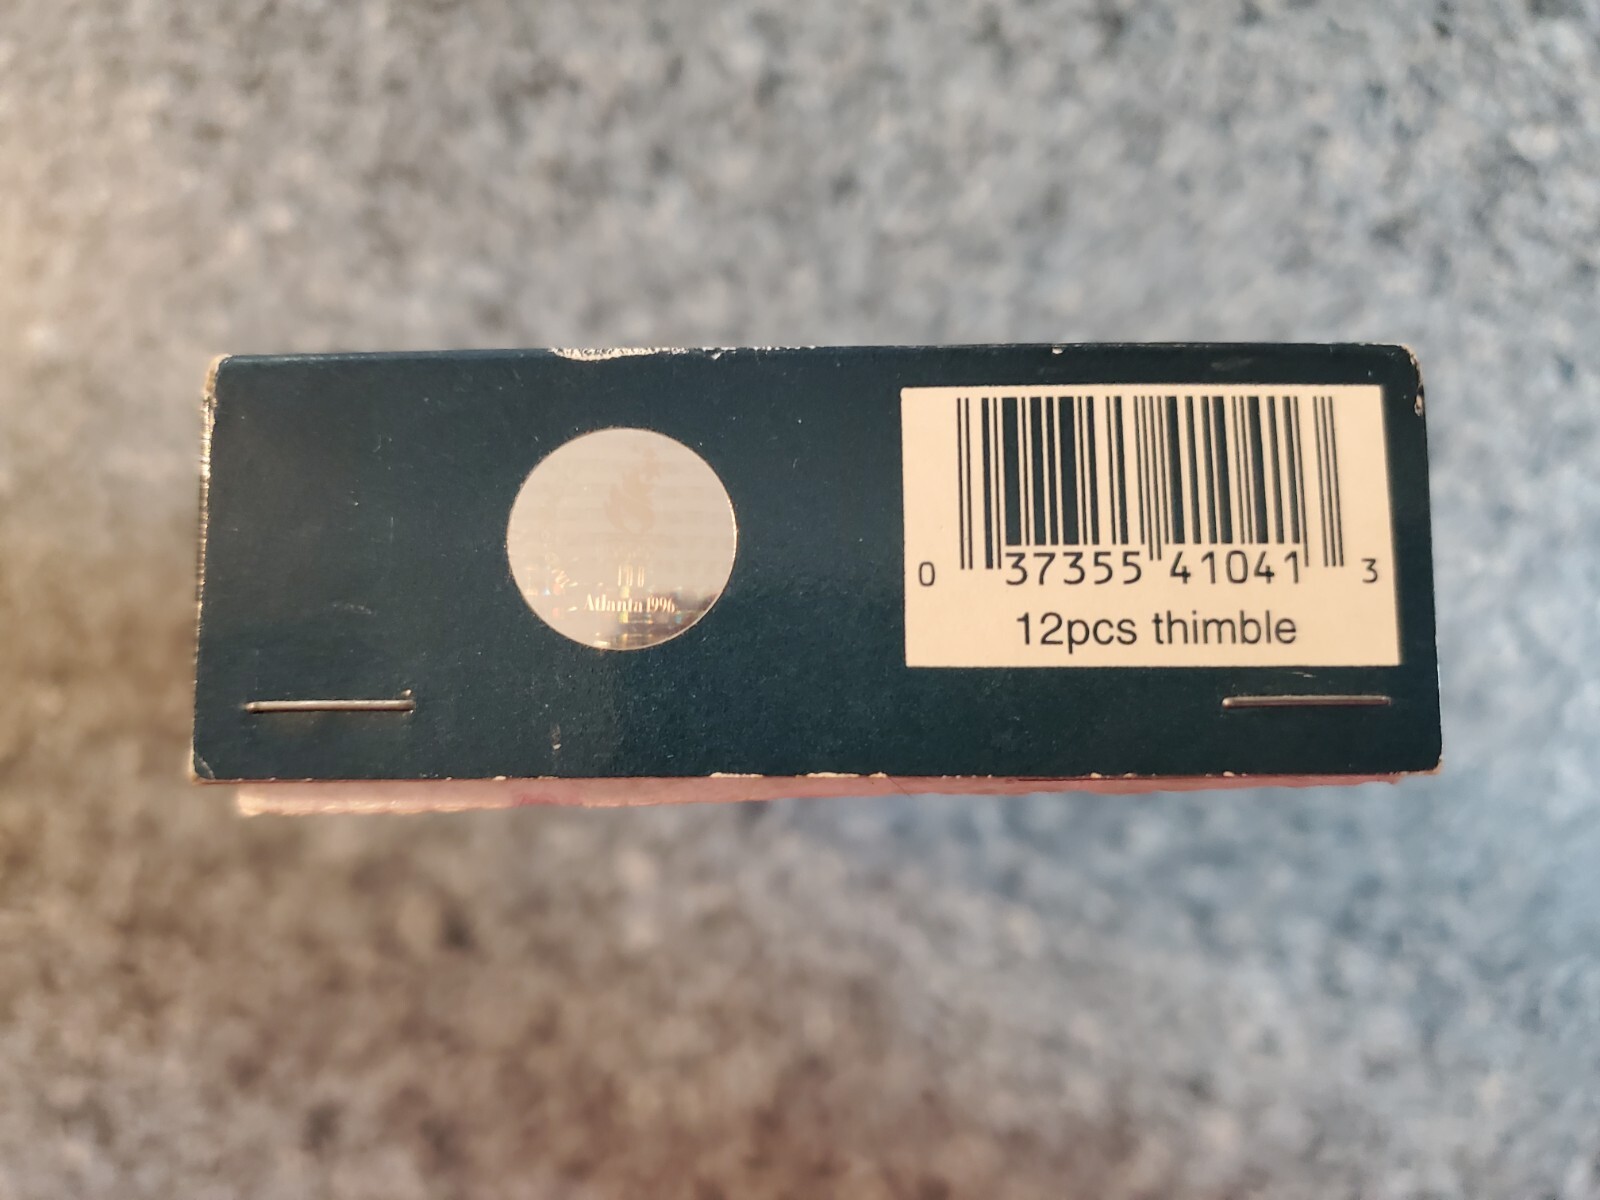 Atlanta 1996
0 37355 41041 3
12pcs thimble